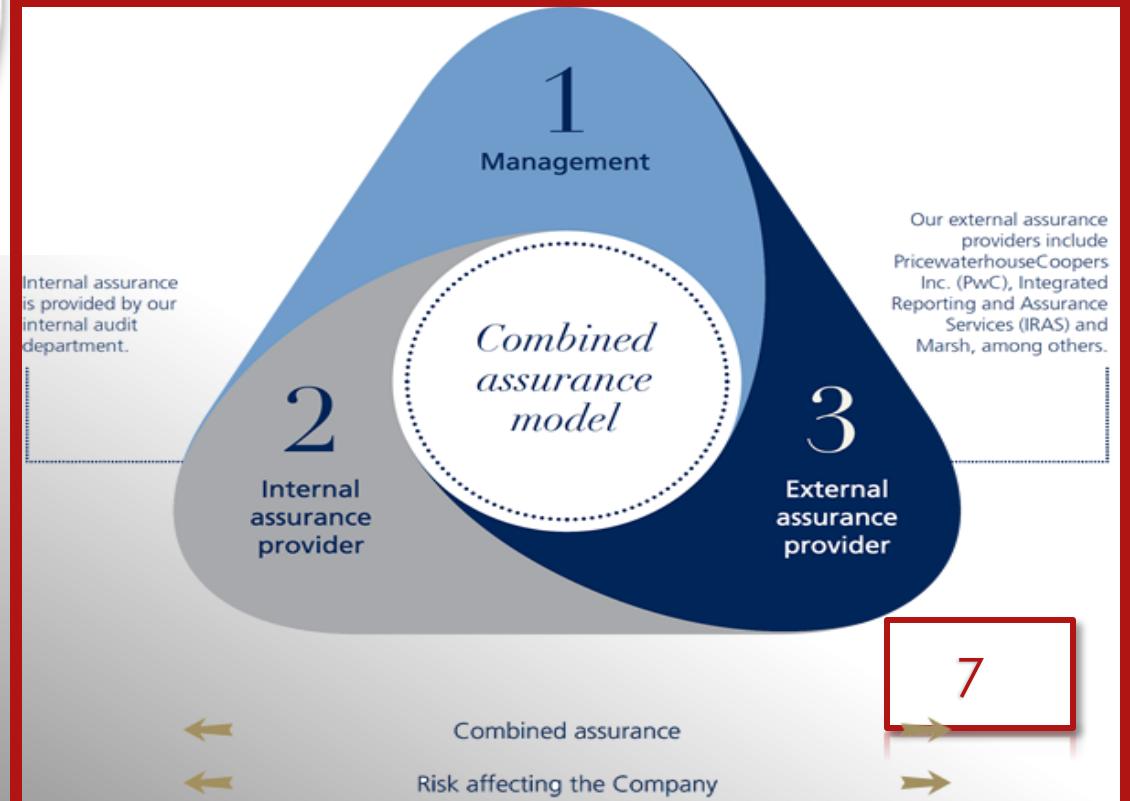 1
Management
Our external assurance
providers include
PricewaterhouseCoopers
Inc. (PwC), Integrated
Reporting and Assurance
Services (IRAS) and
Marsh, among others.
Internal assurance
is provided by our
internal audit
department.
Combined
assurance
model
2
Internal
assurance
provider
3
External
assurance
provider
7
Combined assurance
Risk affecting the Company